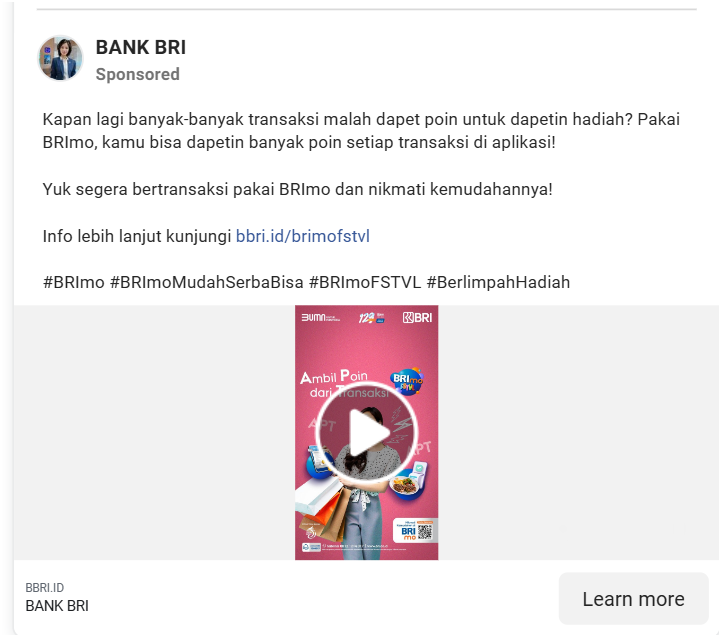 BANK BRI
Sponsored
Kapan lagi banyak-banyak transaksi malah dapet poin untuk dapetin hadiah? Pakai
BRImo, kamu bisa dapetin banyak poin setiap transaksi di aplikasi!
Yuk segera bertransaksi pakai BRImo dan nikmati kemudahannya!
Info lebih lanjut kunjungi bbri.id/brimofstvl
#BRImo #BRImoMudahSerbaBisa #BRImoFSTVL #BerlimpahHadiah
BUMN
129
BRI
Ambil Poin
dari Transaksi
BRImo
APT
APT
BRI
mo
BBRI.ID
BANK BRI
Learn more